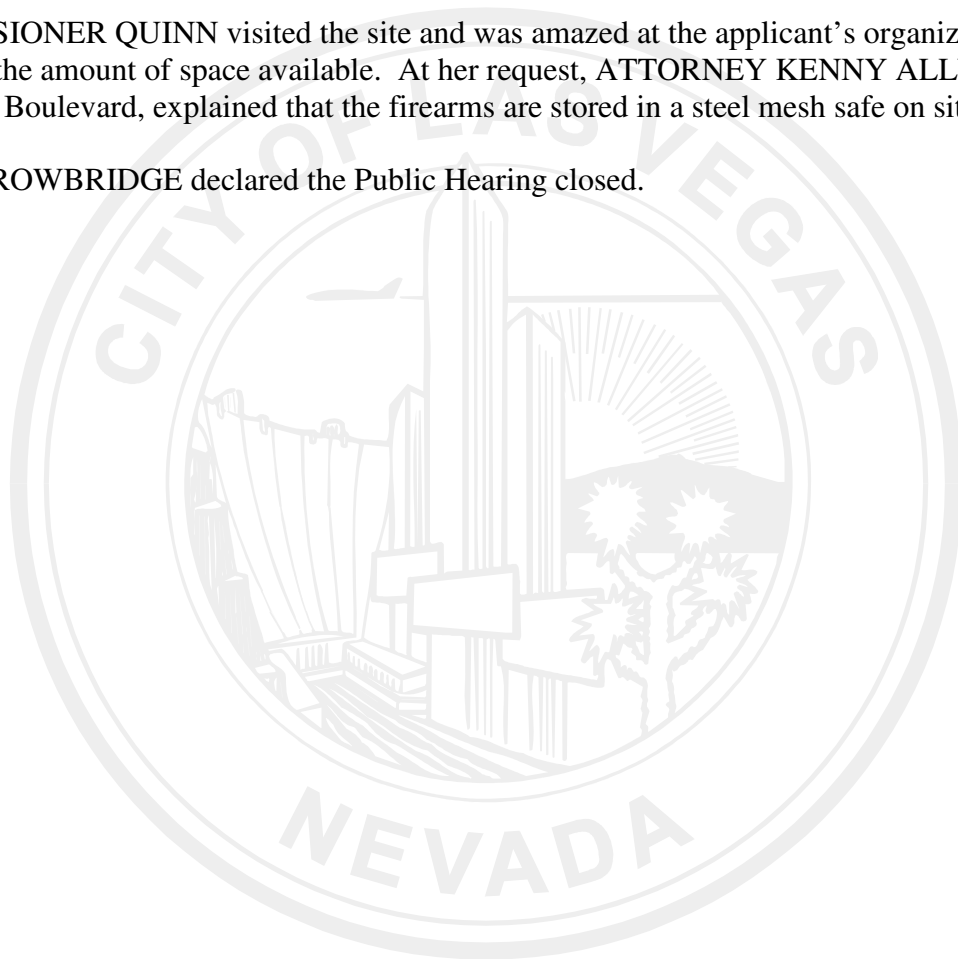 SIONER QUINN visited the site and was amazed at the applicant’s organiz
the amount of space available.  At her request, ATTORNEY KENNY ALL
Boulevard, explained that the firearms are stored in a steel mesh safe on sit
ROWBRIDGE declared the Public Hearing closed.
CITY OF LAS VEGAS
NEVADA